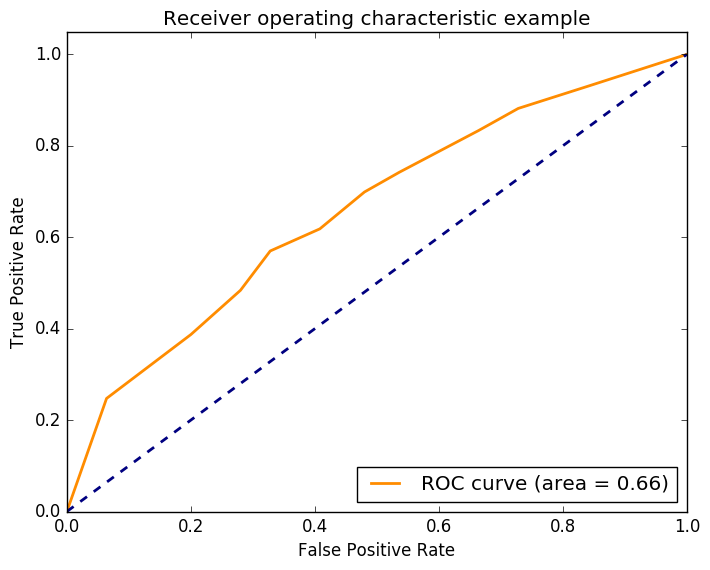 Receiver operating characteristic example
True Positive Rate
1.0
0.8
0.6
0.4
0.2
0.0
ROC curve (area = 0.66)
0.0 0.2 0.4 0.6 0.8 1.0
False Positive Rate